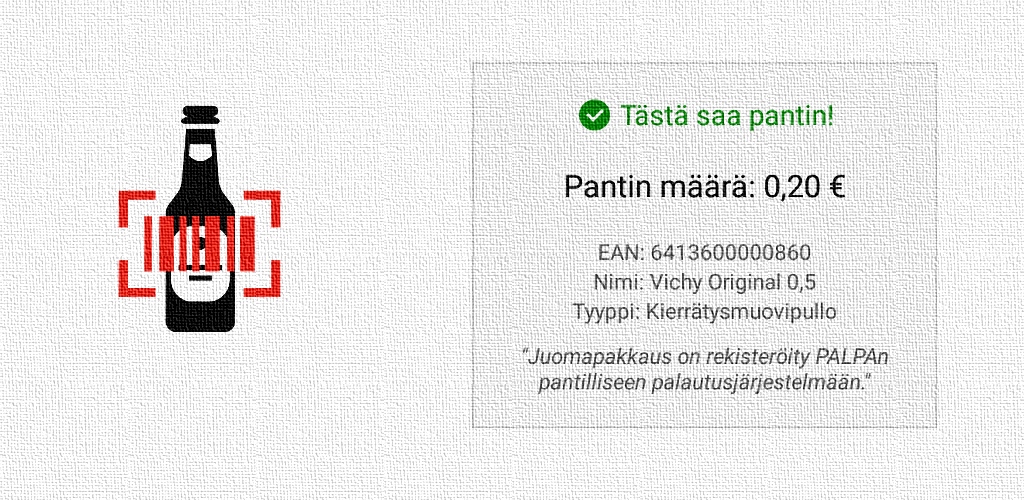 Tästä saa pantin!
Pantin määrä: 0,20 €
EAN: 6413600000860
Nimi: Vichy Original 0,5
Tyyppi: Kierrätysmuovipullo
"Juomapakkaus on rekisteröity PALPAn
pantilliseen palautusjärjestelmään."